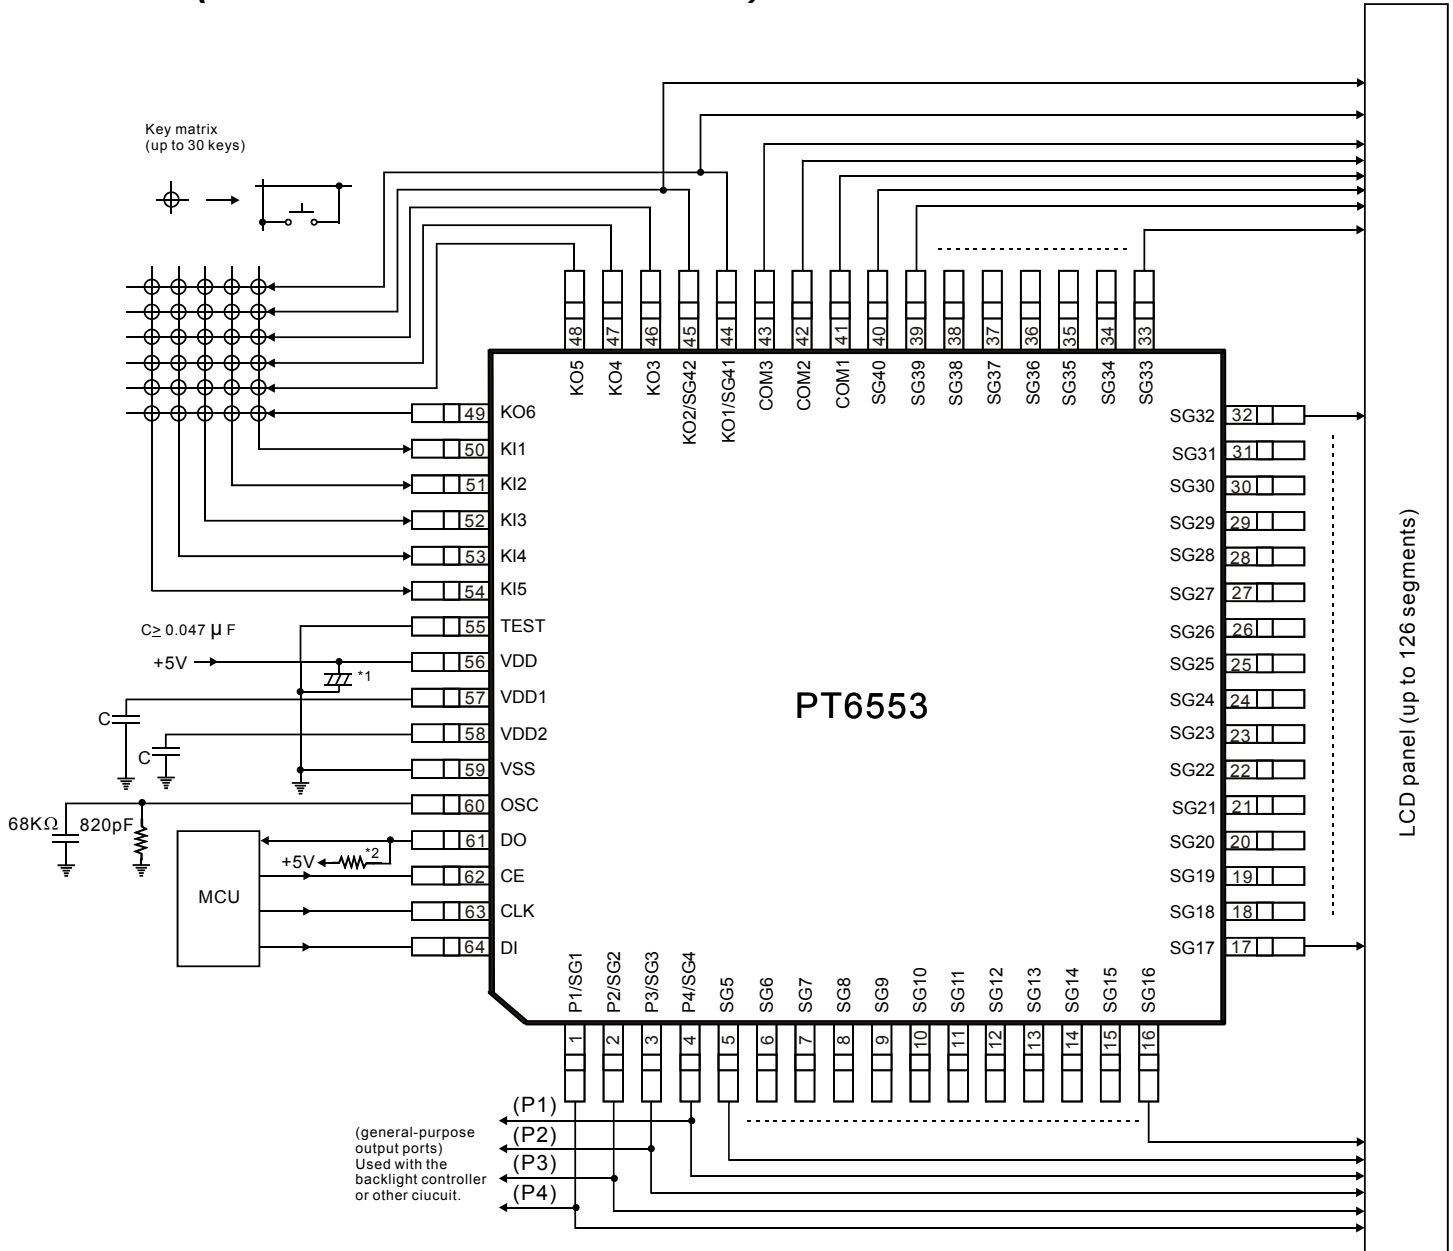 Key matrix
(up to 30 keys)
48
47
46
45
44
43
42
41
40
39
38
37
36
35
34
33
KO5
KO4
KO3
KO2/SG42
KO1/SG41
COM3
COM2
COM1
SG40
SG39
SG38
SG37
SG36
SG35
SG34
SG33
49 KO6
50 KI1
51 KI2
52 KI3
53 KI4
54 KI5
55 TEST
56 VDD
57 VDD1
58 VDD2
59 VSS
60 OSC
61 DO
62 CE
63 CLK
64 DI
C≥ 0.047 μ F
+5V
*1
C
C
68KΩ
820pF
+5V
*2
MCU
PT6553
SG32 32
SG31 31
SG30 30
SG29 29
SG28 28
SG27 27
SG26 26
SG25 25
SG24 24
SG23 23
SG22 22
SG21 21
SG20 20
SG19 19
SG18 18
SG17 17
LCD panel (up to 126 segments)
P1/SG1
P2/SG2
P3/SG3
P4/SG4
SG5
SG6
SG7
SG8
SG9
SG10
SG11
SG12
SG13
SG14
SG15
SG16
1
2
3
4
5
6
7
8
9
10
11
12
13
14
15
16
(P1)
(P2)
(P3)
(P4)
(general-purpose
output ports)
Used with the
backlight controller
or other ciucuit.